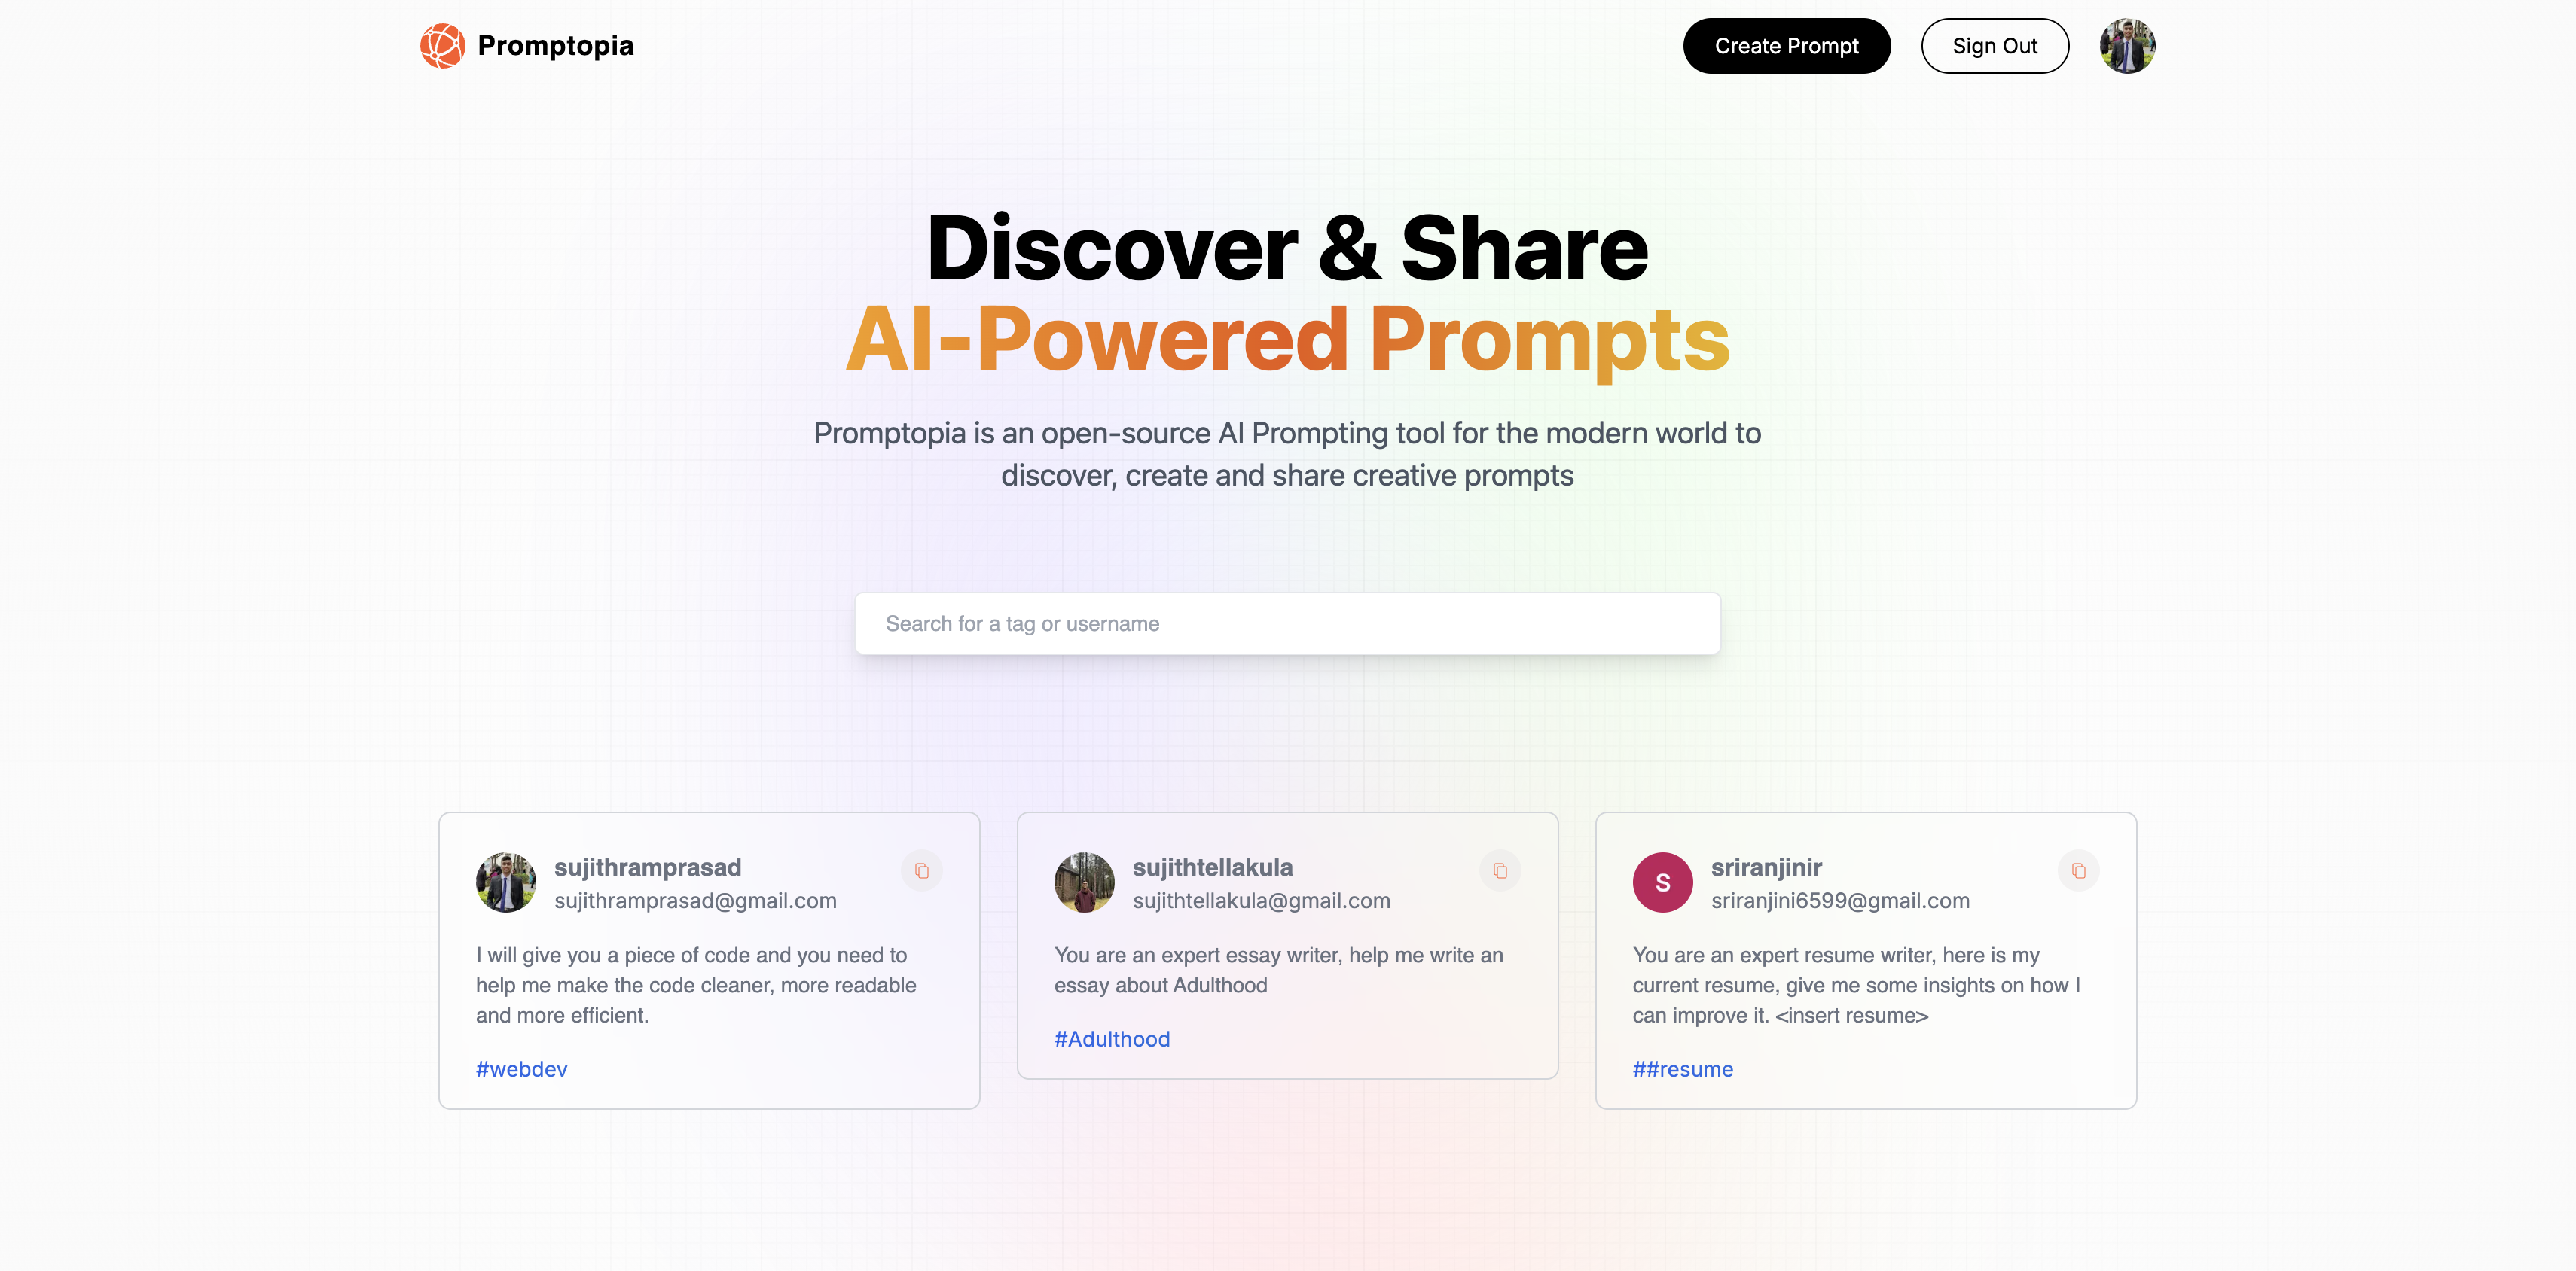 Promptopia
Create Prompt
Sign Out
Discover & Share
AI-Powered Prompts
Promptopia is an open-source AI Prompting tool for the modern world to
discover, create and share creative prompts
Search for a tag or username
sujithramprasad
sujithramprasad@gmail.com
I will give you a piece of code and you need to
help me make the code cleaner, more readable
and more efficient.
#webdev
sujithtellakula
sujithtellakula@gmail.com
You are an expert essay writer, help me write an
essay about Adulthood
#Adulthood
S
sriranjinir
sriranjini6599@gmail.com
You are an expert resume writer, here is my
current resume, give me some insights on how I
can improve it. <insert resume>
##resume